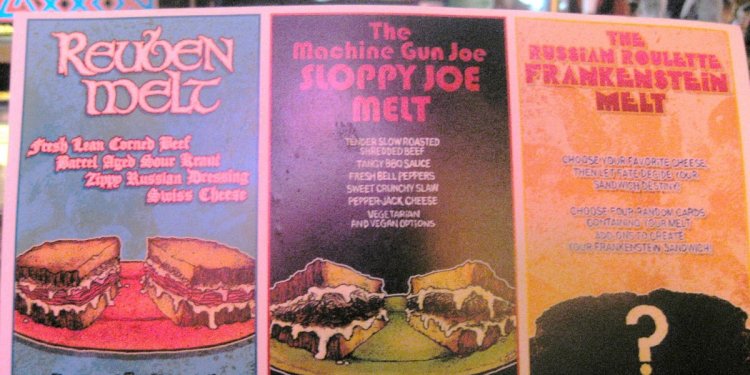 Reuben
Melt
Fresh Lean Corned Beef
Barrel Aged Sour Kraut
Zippy Russian Dressing
Swiss Cheese
The
Machine Gun Joe
SLOPPY JOE
MELT
TENDER SLOW ROASTED
SHREDDED BEEF
TANGY BBQ SAUCE
FRESH BELL PEPPERS
SWEET CRUNCHY SLAW
PEPPER-JACK CHEESE
VEGETARIAN
AND VEGAN OPTIONS
THE
RUSSIAN ROULETTE
FRANKENSTEIN
MELT
CHOOSE YOUR FAVORITE CHEESE,
THEN LET FATE DECIDE YOUR
SANDWICH DESTINY!
CHOOSE FOUR RANDOM CARDS
CONTAINING YOUR MELT
ADD-ONS TO CREATE
YOUR FRANKENSTEIN SANDWICH!
?